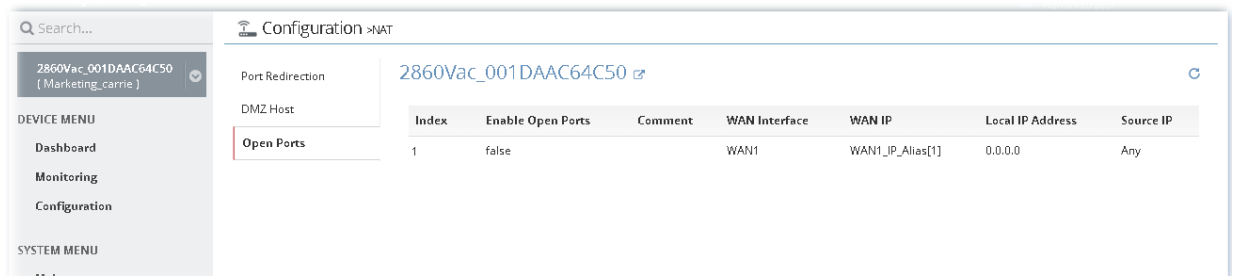 Search...
2860Vac_001DAAC64C50
( Marketing_carrie )
DEVICE MENU
Dashboard
Monitoring
Configuration
SYSTEM MENU
Configuration >NAT
Port Redirection
DMZ Host
Open Ports
2860Vac_001DAAC64C50
Index Enable Open Ports Comment WAN Interface WAN IP Local IP Address Source IP
1 false WAN1 WAN1_IP_Alias[1] 0.0.0.0 Any